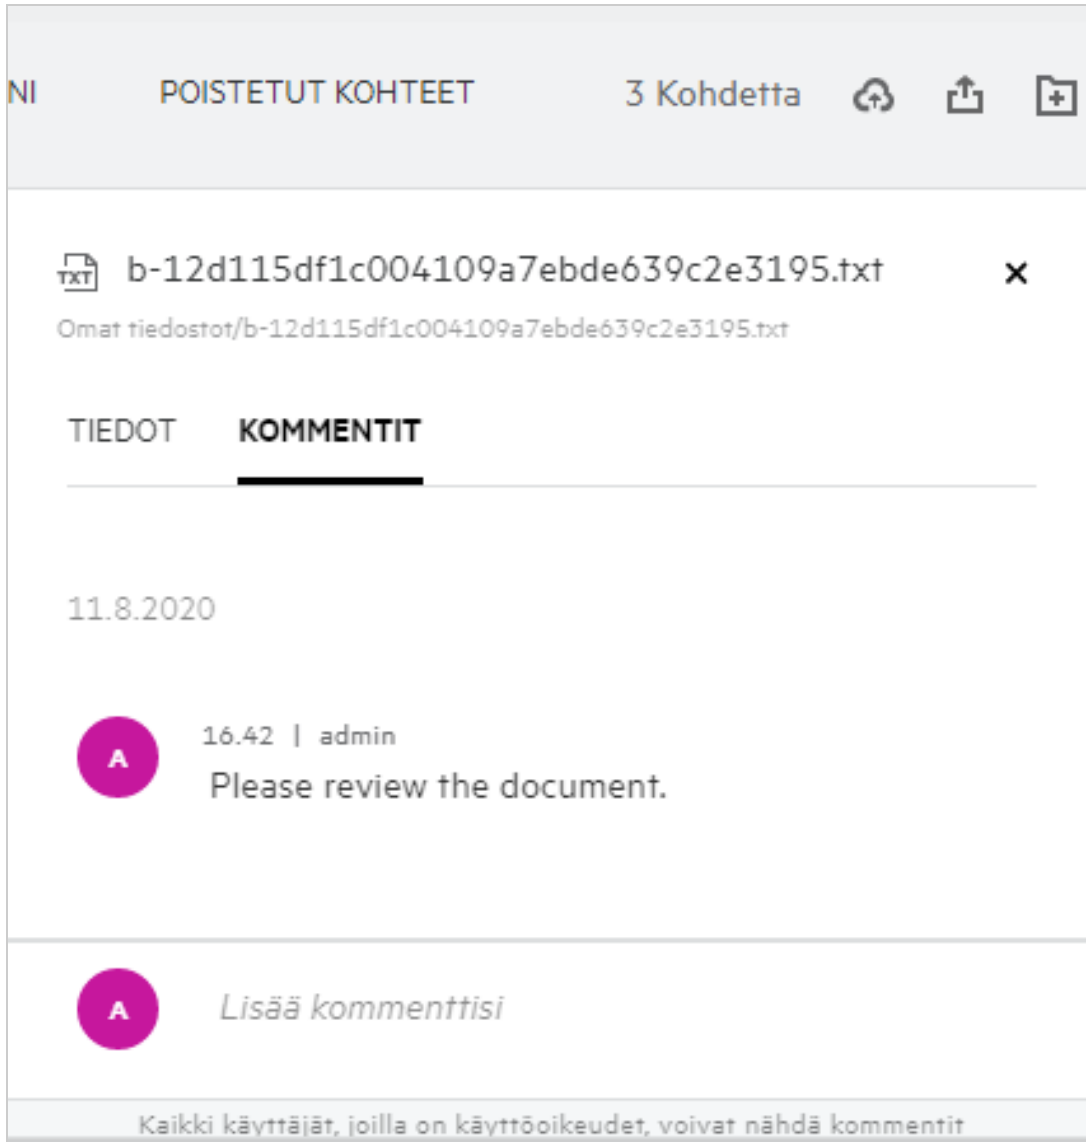 NI POISTETUT KOHTEET 3 Kohdetta
TXT b-12d115df1c004109a7ebde639c2e3195.txt
Omat tiedostot/b-12d115df1c004109a7ebde639c2e3195.txt
TIEDOT KOMMENTIT
11.8.2020
16.42 | admin
A
Please review the document.
A Lisää kommenttisi
Kaikki käyttäjät, joilla on käyttöoikeudet, voivat nähdä kommentit